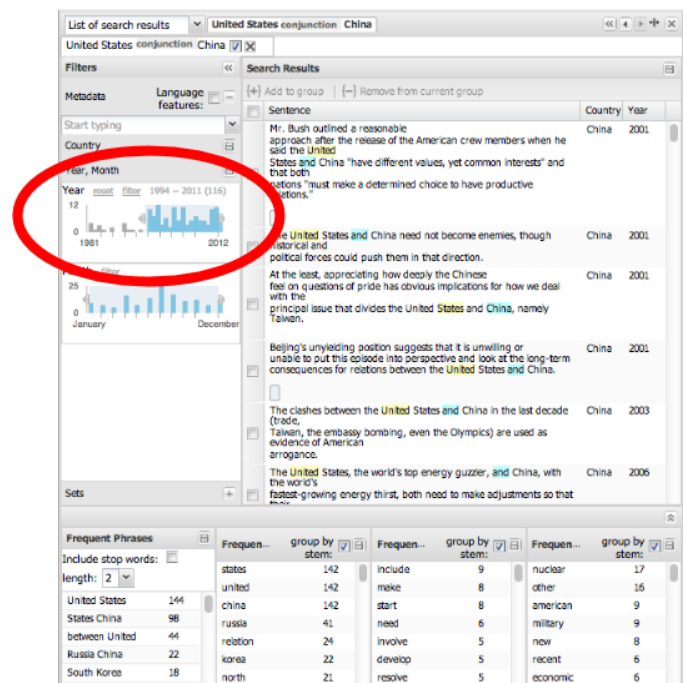 List of search results United States conjunction China
United States conjunction China
Filters Search Results
Metadata Language features:
{+} Add to group | {−} Remove from current group
Sentence Country Year
Start typing
Country
Year, Month
Year reset filter 1994 − 2011 (116)
12
0
1981 2012
filter
25
0
January December
Sets
Mr. Bush outlined a reasonable China 2001
approach after the release of the American crew members when he
said the United
States and China "have different values, yet common interests" and
that both
nations "must make a determined choice to have productive
relations."
United States and China need not become enemies, though China 2001
historical and
political forces could push them in that direction.
At the least, appreciating how deeply the Chinese China 2001
feel on questions of pride has obvious implications for how we deal
with the
principal issue that divides the United States and China, namely
Taiwan.
Beijing's unyielding position suggests that it is unwilling or China 2001
unable to put this episode into perspective and look at the long-term
consequences for relations between the United States and China.
The clashes between the United States and China in the last decade China 2003
(trade,
Taiwan, the embassy bombing, even the Olympics) are used as
evidence of American
arrogance.
The United States, the world's top energy guzzler, and China, with China 2006
the world's
fastest-growing energy thirst, both need to make adjustments so that
their
Frequent Phrases
Include stop words:
length: 2
United States 144
States China 98
between United 44
Russia China 22
South Korea 18
Frequen... group by stem:
states 142
united 142
china 142
russia 41
relation 24
korea 22
north 21
Frequen... group by stem:
include 9
make 8
start 8
need 6
involve 5
develop 5
resolve 5
Frequen... group by stem:
nuclear 17
other 16
american 9
military 9
new 8
recent 6
economic 6